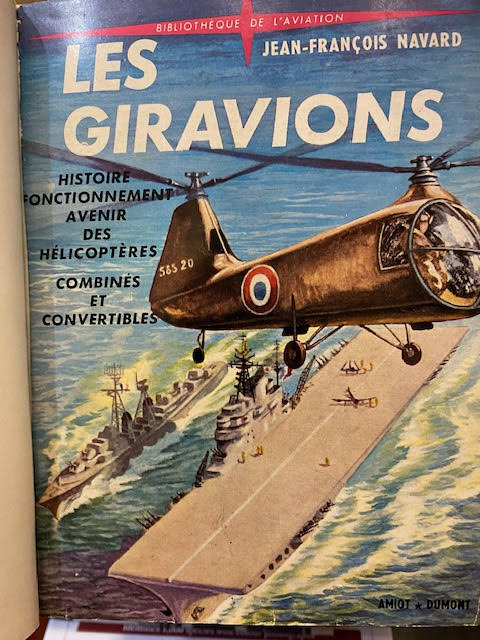 BIBLIOTHÈQUE DE L'AVIATION
JEAN-FRANÇOIS NAVARD
LES
GIRAVIONS
HISTOIRE
FONCTIONNEMENT
AVENIR
DES
HÉLICOPTÈRES
COMBINÉS
ET
CONVERTIBLES
58S 20
AMIOT ★ DUMONT